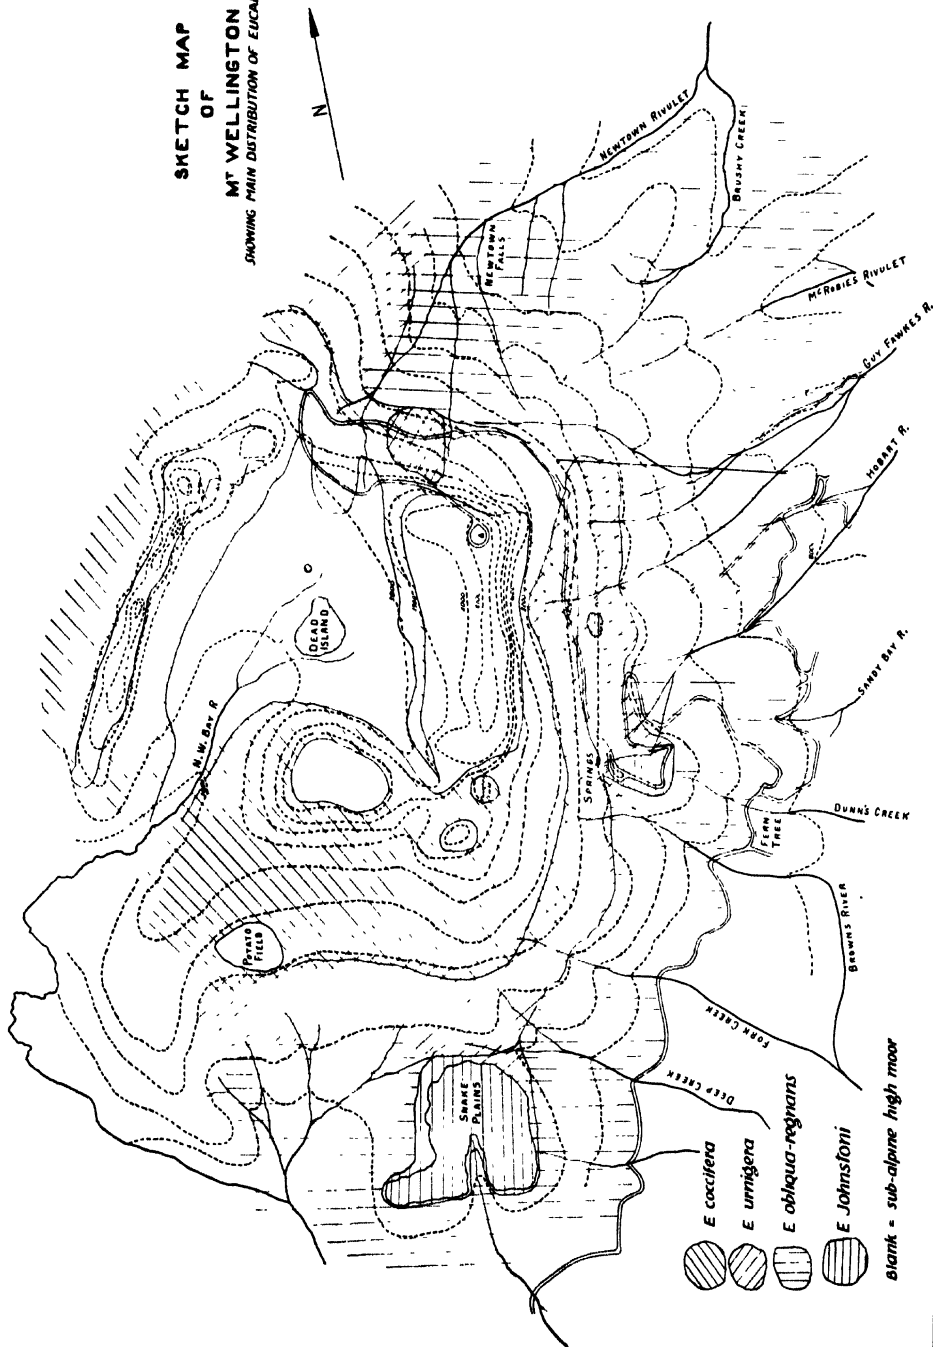 SKETCH MAP
OF
MT WELLINGTON
SHOWING MAIN DISTRIBUTION OF
N
NEWTOWN RIVULET
BRUSHY CREEK
NEWTOWN
FALLS
MCROBIES RIVULET
GUY FAWKES R.
HOBART R.
SANDY BAY R.
DEAD
ISLAND
N.W. BAY R
SPRINGS
FERN
TREE
DUNN'S CREEK
POTATO
FIELD
BROWNS RIVER
FORK CREEK
DEEP CREEK
SNAKE
PLAINS
E coccifera
E urnigera
E obliqua-regnans
E Johnstoni
Blank = sub-alpine high moor